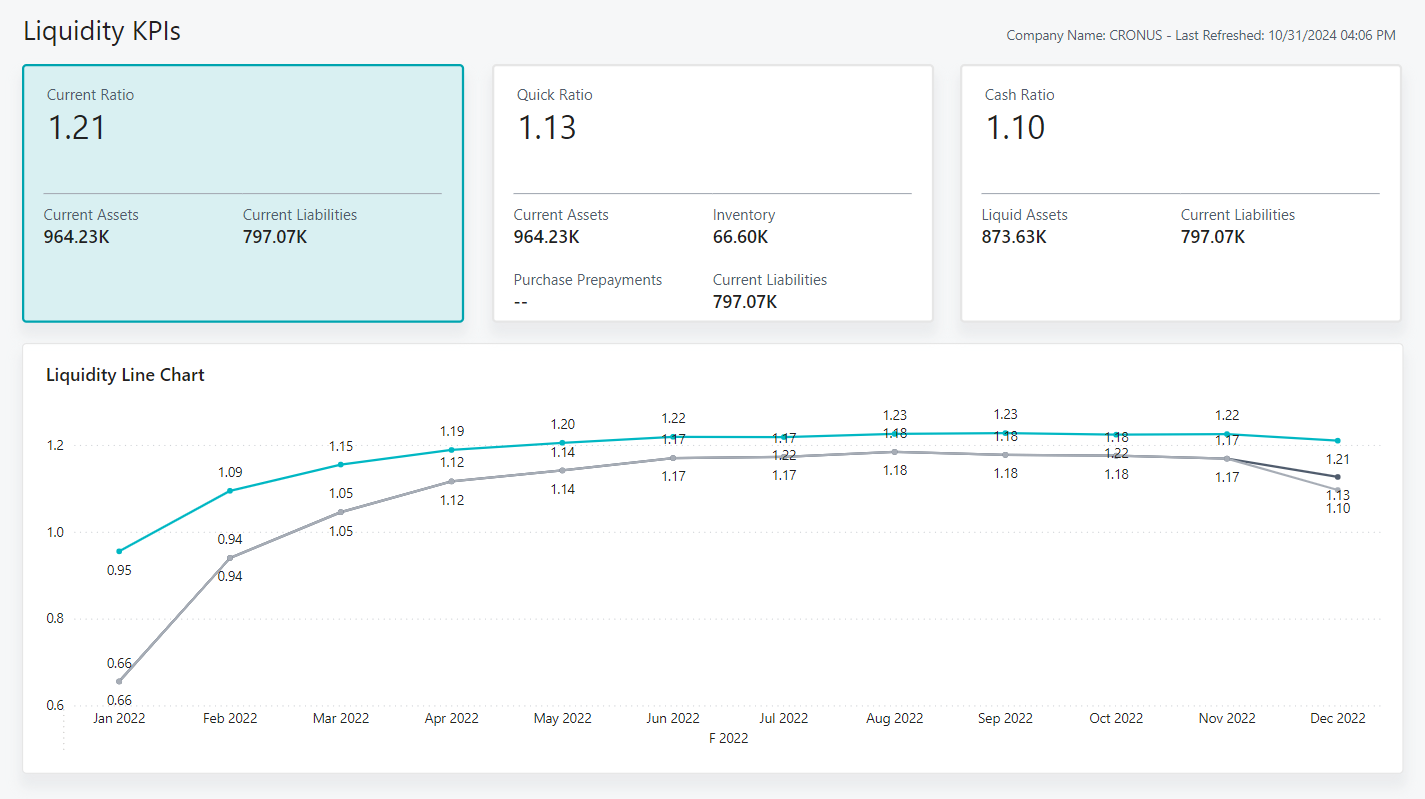 Liquidity KPIs
Company Name: CRONUS - Last Refreshed: 10/31/2024 04:06 PM
Current Ratio
1.21
Current Assets Current Liabilities
964.23K 797.07K
Quick Ratio
1.13
Current Assets Inventory
964.23K 66.60K
Purchase Prepayments Current Liabilities
-- 797.07K
Cash Ratio
1.10
Liquid Assets Current Liabilities
873.63K 797.07K
Liquidity Line Chart
1.2
1.0
0.8
0.6
0.95 1.09 1.15 1.19 1.20 1.22 1.22 1.23 1.23 1.22 1.22 1.21
0.66 0.94 1.05 1.12 1.14 1.17 1.17 1.18 1.18 1.18 1.17 1.13
0.66 0.94 1.05 1.12 1.14 1.17 1.17 1.18 1.18 1.18 1.17 1.10
Jan 2022 Feb 2022 Mar 2022 Apr 2022 May 2022 Jun 2022 Jul 2022 Aug 2022 Sep 2022 Oct 2022 Nov 2022 Dec 2022
F 2022